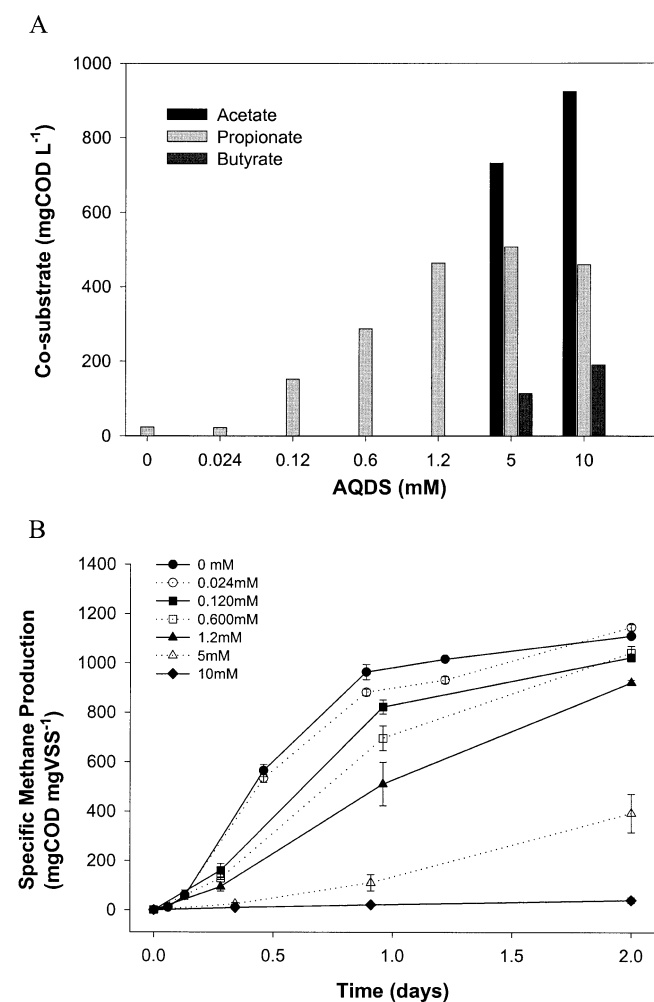 A
1000
800
600
400
200
0
Co-substrate (mgCOD L⁻¹)
Acetate
Propionate
Butyrate
0 0.024 0.12 0.6 1.2 5 10
AQDS (mM)
B
1400
1200
1000
800
600
400
200
0
Specific Methane Production
(mgCOD mgVSS⁻¹)
0 mM
0.024mM
0.120mM
0.600mM
1.2mM
5mM
10mM
0.0 0.5 1.0 1.5 2.0
Time (days)